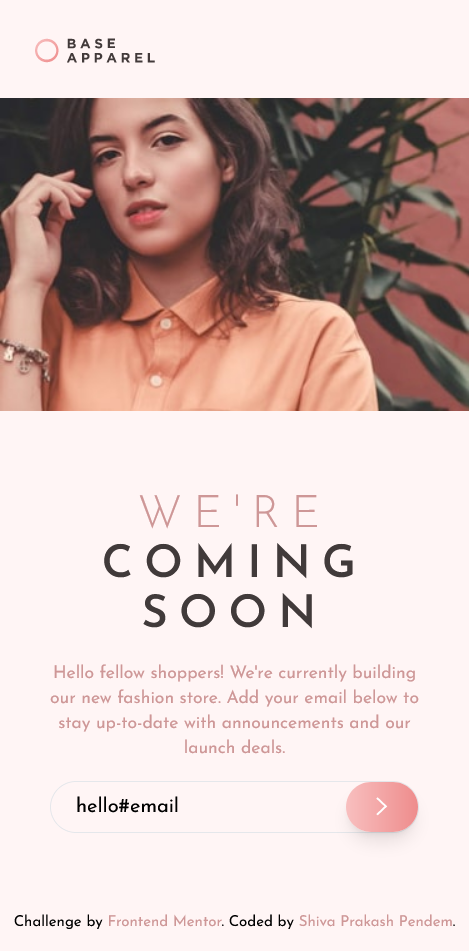 BASE
APPAREL
WE'RE
COMING
SOON
Hello fellow shoppers! We're currently building
our new fashion store. Add your email below to
stay up-to-date with announcements and our
launch deals.
hello#email
Challenge by Frontend Mentor. Coded by Shiva Prakash Pendem.